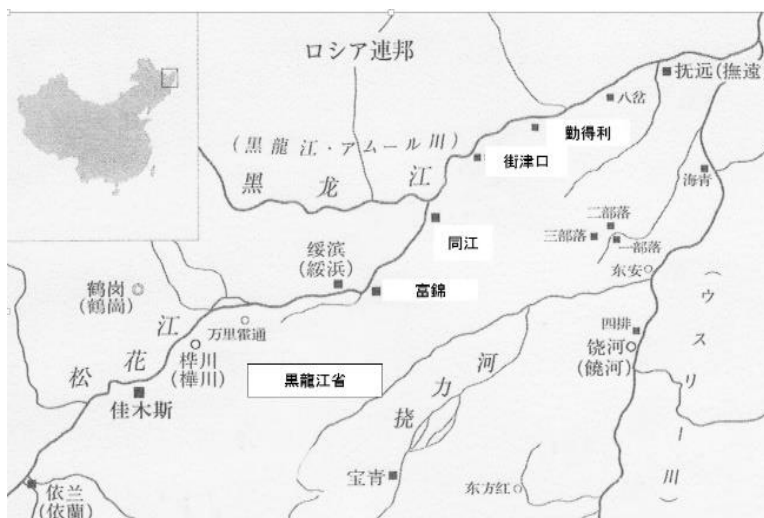 ロシア連邦
(黒龍江・アムール川)
黑龙江
抚远(撫遠)
八岔
勤得利
街津口
海青
同江
二部落
三部落
一部落
东安
绥滨
(綏浜)
富錦
鹤岗
(鶴崗)
万里霍通
松花江
桦川
(樺川)
黒龍江省
佳木斯
挠力河
四排
饶河
(饒河)
(ウスリー川)
宝青
东方红
依兰
(依蘭)